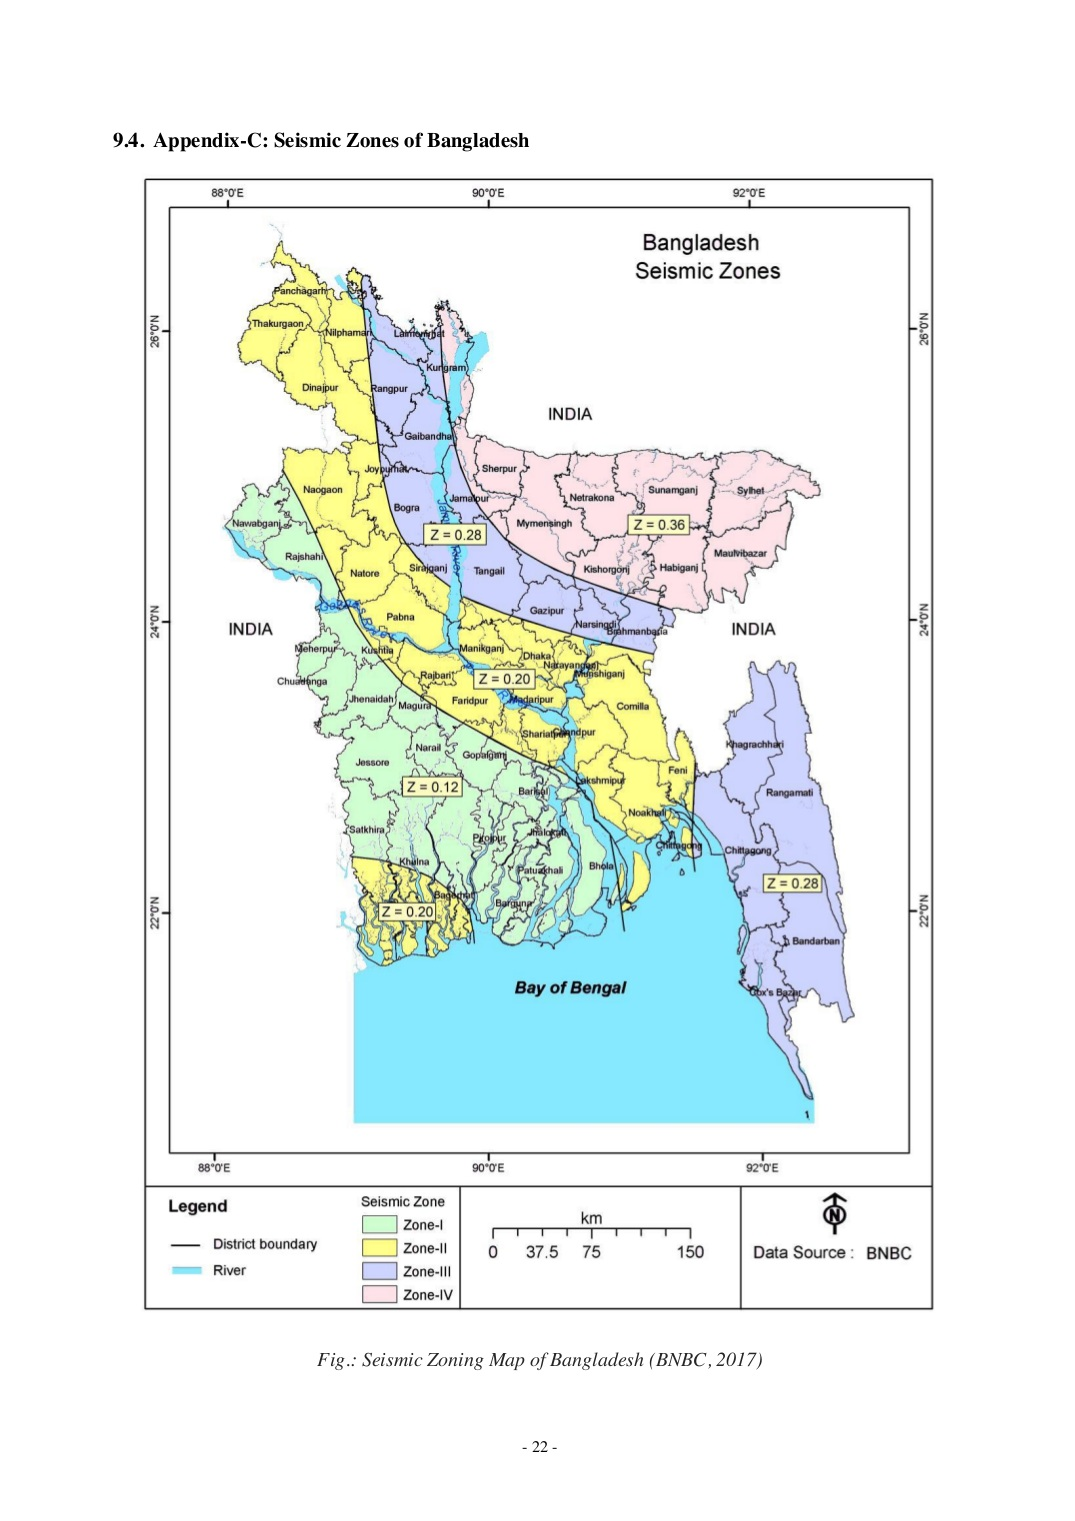 9.4. Appendix-C: Seismic Zones of Bangladesh
88°0'E 90°0'E 92°0'E
Bangladesh
Seismic Zones
Panchagarh
Thakurgaon
Nilphamari
Lalmonirhat
26°0'N
26°0'N
Kurigram
Dinajpur
Rangpur
INDIA
Gaibandha
Joypurhat
Sherpur
Naogaon
Jamalpur
Netrakona
Sunamganj
Sylhet
Bogra
Nawabganj
Mymensingh
Z = 0.36
Z = 0.28
Rajshahi
Maulvibazar
Natore
Sirajganj
River
Tangail
Kishorgonj
Habiganj
Gazipur
Pabna
24°0'N
24°0'N
INDIA
Narsingdi
Brahmanbaria
INDIA
Meherpur
Kushtia
Manikganj
Dhaka
Narayanganj
Munshiganj
Chuadanga
Rajbari
Z = 0.20
Jhenaidah
Magura
Faridpur
Madaripur
Comilla
Shariatpur
Chandpur
Narail
Gopalganj
Khagrachhari
Jessore
Feni
Z = 0.12
Barisal
Lakshmipur
Rangamati
Noakhali
Satkhira
Pirojpur
Jhalokati
Chittagong
Chittagong
Khulna
Patuakhali
Bhola
Z = 0.28
Bagerhat
Barguna
Z = 0.20
22°0'N
22°0'N
Bandarban
Bay of Bengal
Cox's Bazar
1
88°0'E 90°0'E 92°0'E
Legend
District boundary
River
Seismic Zone
Zone-I
Zone-II
Zone-III
Zone-IV
km
0 37.5 75 150
N
Data Source : BNBC
Fig.: Seismic Zoning Map of Bangladesh (BNBC, 2017)
- 22 -